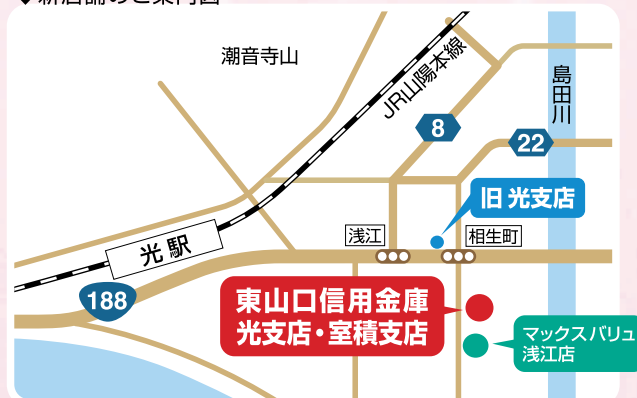 ◆新店舗のご案内図
潮音寺山
JR山陽本線
島田川
8
22
旧 光支店
浅江
相生町
光駅
188
東山口信用金庫
光支店・室積支店
マックスバリュ
浅江店